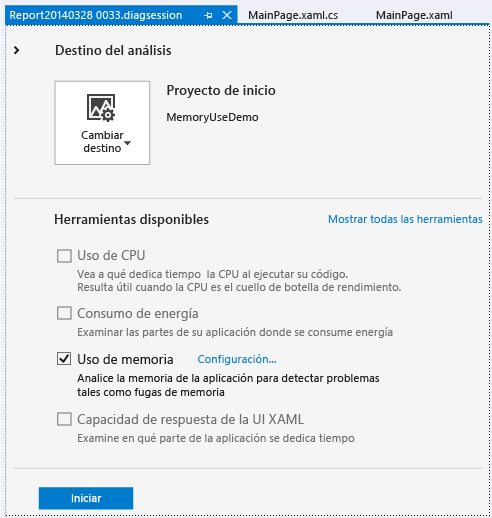 Report20140328 0033.diagsession MainPage.xaml.cs MainPage.xaml
Destino del análisis
Proyecto de inicio
MemoryUseDemo
Cambiar
destino
Herramientas disponibles Mostrar todas las herramientas
Uso de CPU
Vea a qué dedica tiempo la CPU al ejecutar su código.
Resulta útil cuando la CPU es el cuello de botella de rendimiento.
Consumo de energía
Examinar las partes de su aplicación donde se consume energía
Uso de memoria Configuración...
Analice la memoria de la aplicación para detectar problemas
tales como fugas de memoria
Capacidad de respuesta de la UI XAML
Examine en qué parte de la aplicación se dedica tiempo
Iniciar